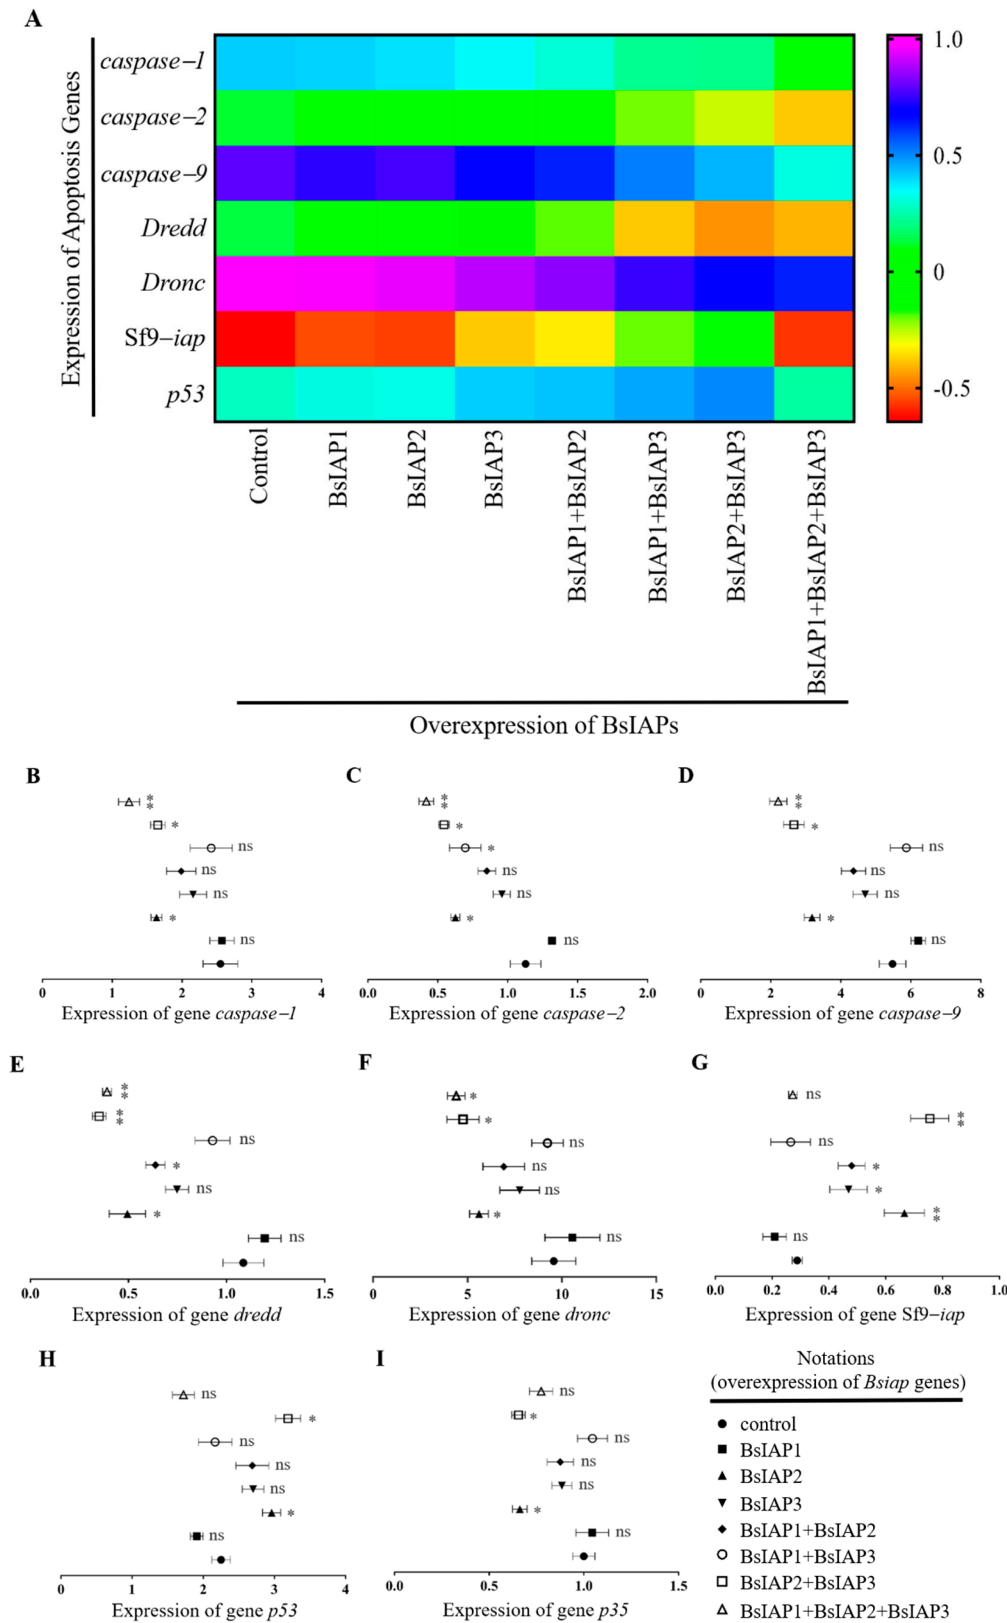 A
Expression of Apoptosis Genes
caspase−1
caspase−2
caspase−9
Dredd
Dronc
Sf9−iap
p53
1.0
0.5
0
-0.5
Control
BsIAP1
BsIAP2
BsIAP3
BsIAP1+BsIAP2
BsIAP1+BsIAP3
BsIAP2+BsIAP3
BsIAP1+BsIAP2+BsIAP3
Overexpression of BsIAPs
B
**
*
ns
ns
ns
*
ns
0 1 2 3 4
Expression of gene caspase−1
C
**
*
*
ns
ns
*
ns
0.0 0.5 1.0 1.5 2.0
Expression of gene caspase−2
D
**
*
ns
ns
ns
*
ns
0 2 4 6 8
Expression of gene caspase−9
E
**
**
ns
*
ns
*
ns
0.0 0.5 1.0 1.5
Expression of gene dredd
F
*
*
ns
ns
ns
*
ns
0 5 10 15
Expression of gene dronc
G
ns
**
ns
*
*
**
ns
0.0 0.2 0.4 0.6 0.8 1.0
Expression of gene Sf9−iap
H
ns
*
ns
ns
ns
*
ns
0 1 2 3 4
Expression of gene p53
I
ns
*
ns
ns
ns
*
ns
0.0 0.5 1.0 1.5
Expression of gene p35
Notations
(overexpression of Bsiap genes)
control
BsIAP1
BsIAP2
BsIAP3
BsIAP1+BsIAP2
BsIAP1+BsIAP3
BsIAP2+BsIAP3
BsIAP1+BsIAP2+BsIAP3